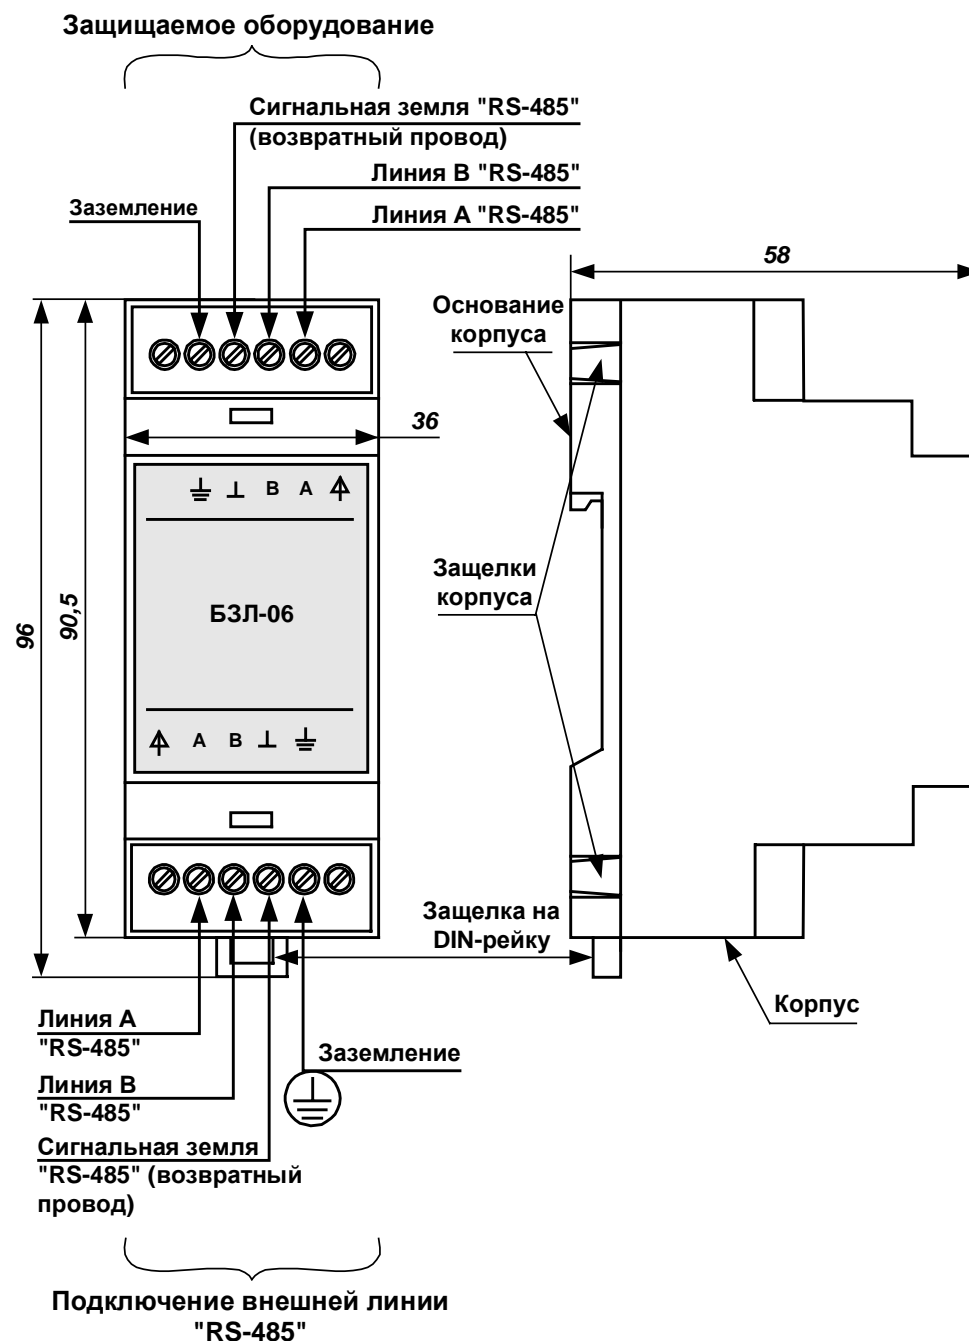 Защищаемое оборудование
Сигнальная земля "RS-485"
(возвратный провод)
Линия В "RS-485"
Заземление
Линия А "RS-485"
58
Основание
корпуса
36
⏚ ⊥ В А
Защелки
корпуса
БЗЛ-06
96
90,5
А В ⊥ ⏚
Защелка на
DIN-рейку
Корпус
Линия А
"RS-485"
Заземление
Линия В
"RS-485"
Сигнальная земля
"RS-485" (возвратный
провод)
Подключение внешней линии
"RS-485"